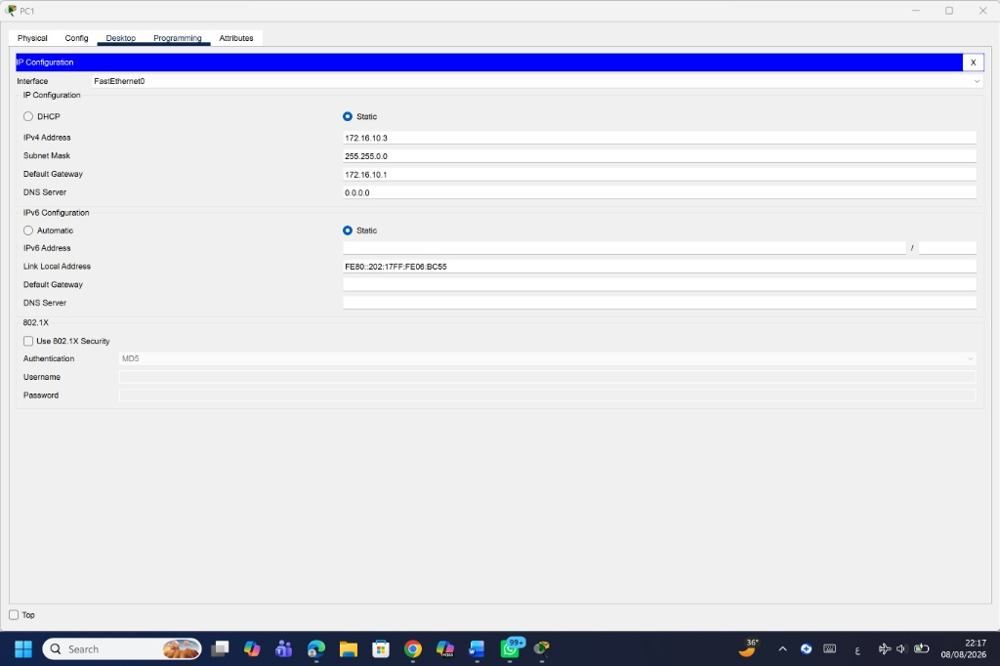 PC1
Physical Config Desktop Programming Attributes
IP Configuration X
Interface FastEthernet0
IP Configuration
DHCP Static
IPv4 Address 172.16.10.3
Subnet Mask 255.255.0.0
Default Gateway 172.16.10.1
DNS Server 0.0.0.0
IPv6 Configuration
Automatic Static
IPv6 Address /
Link Local Address FE80::202:17FF:FE06:BC55
Default Gateway
DNS Server
802.1X
Use 802.1X Security
Authentication MD5
Username
Password
Top
Search 99+ 36° ع 22:17
08/08/2026